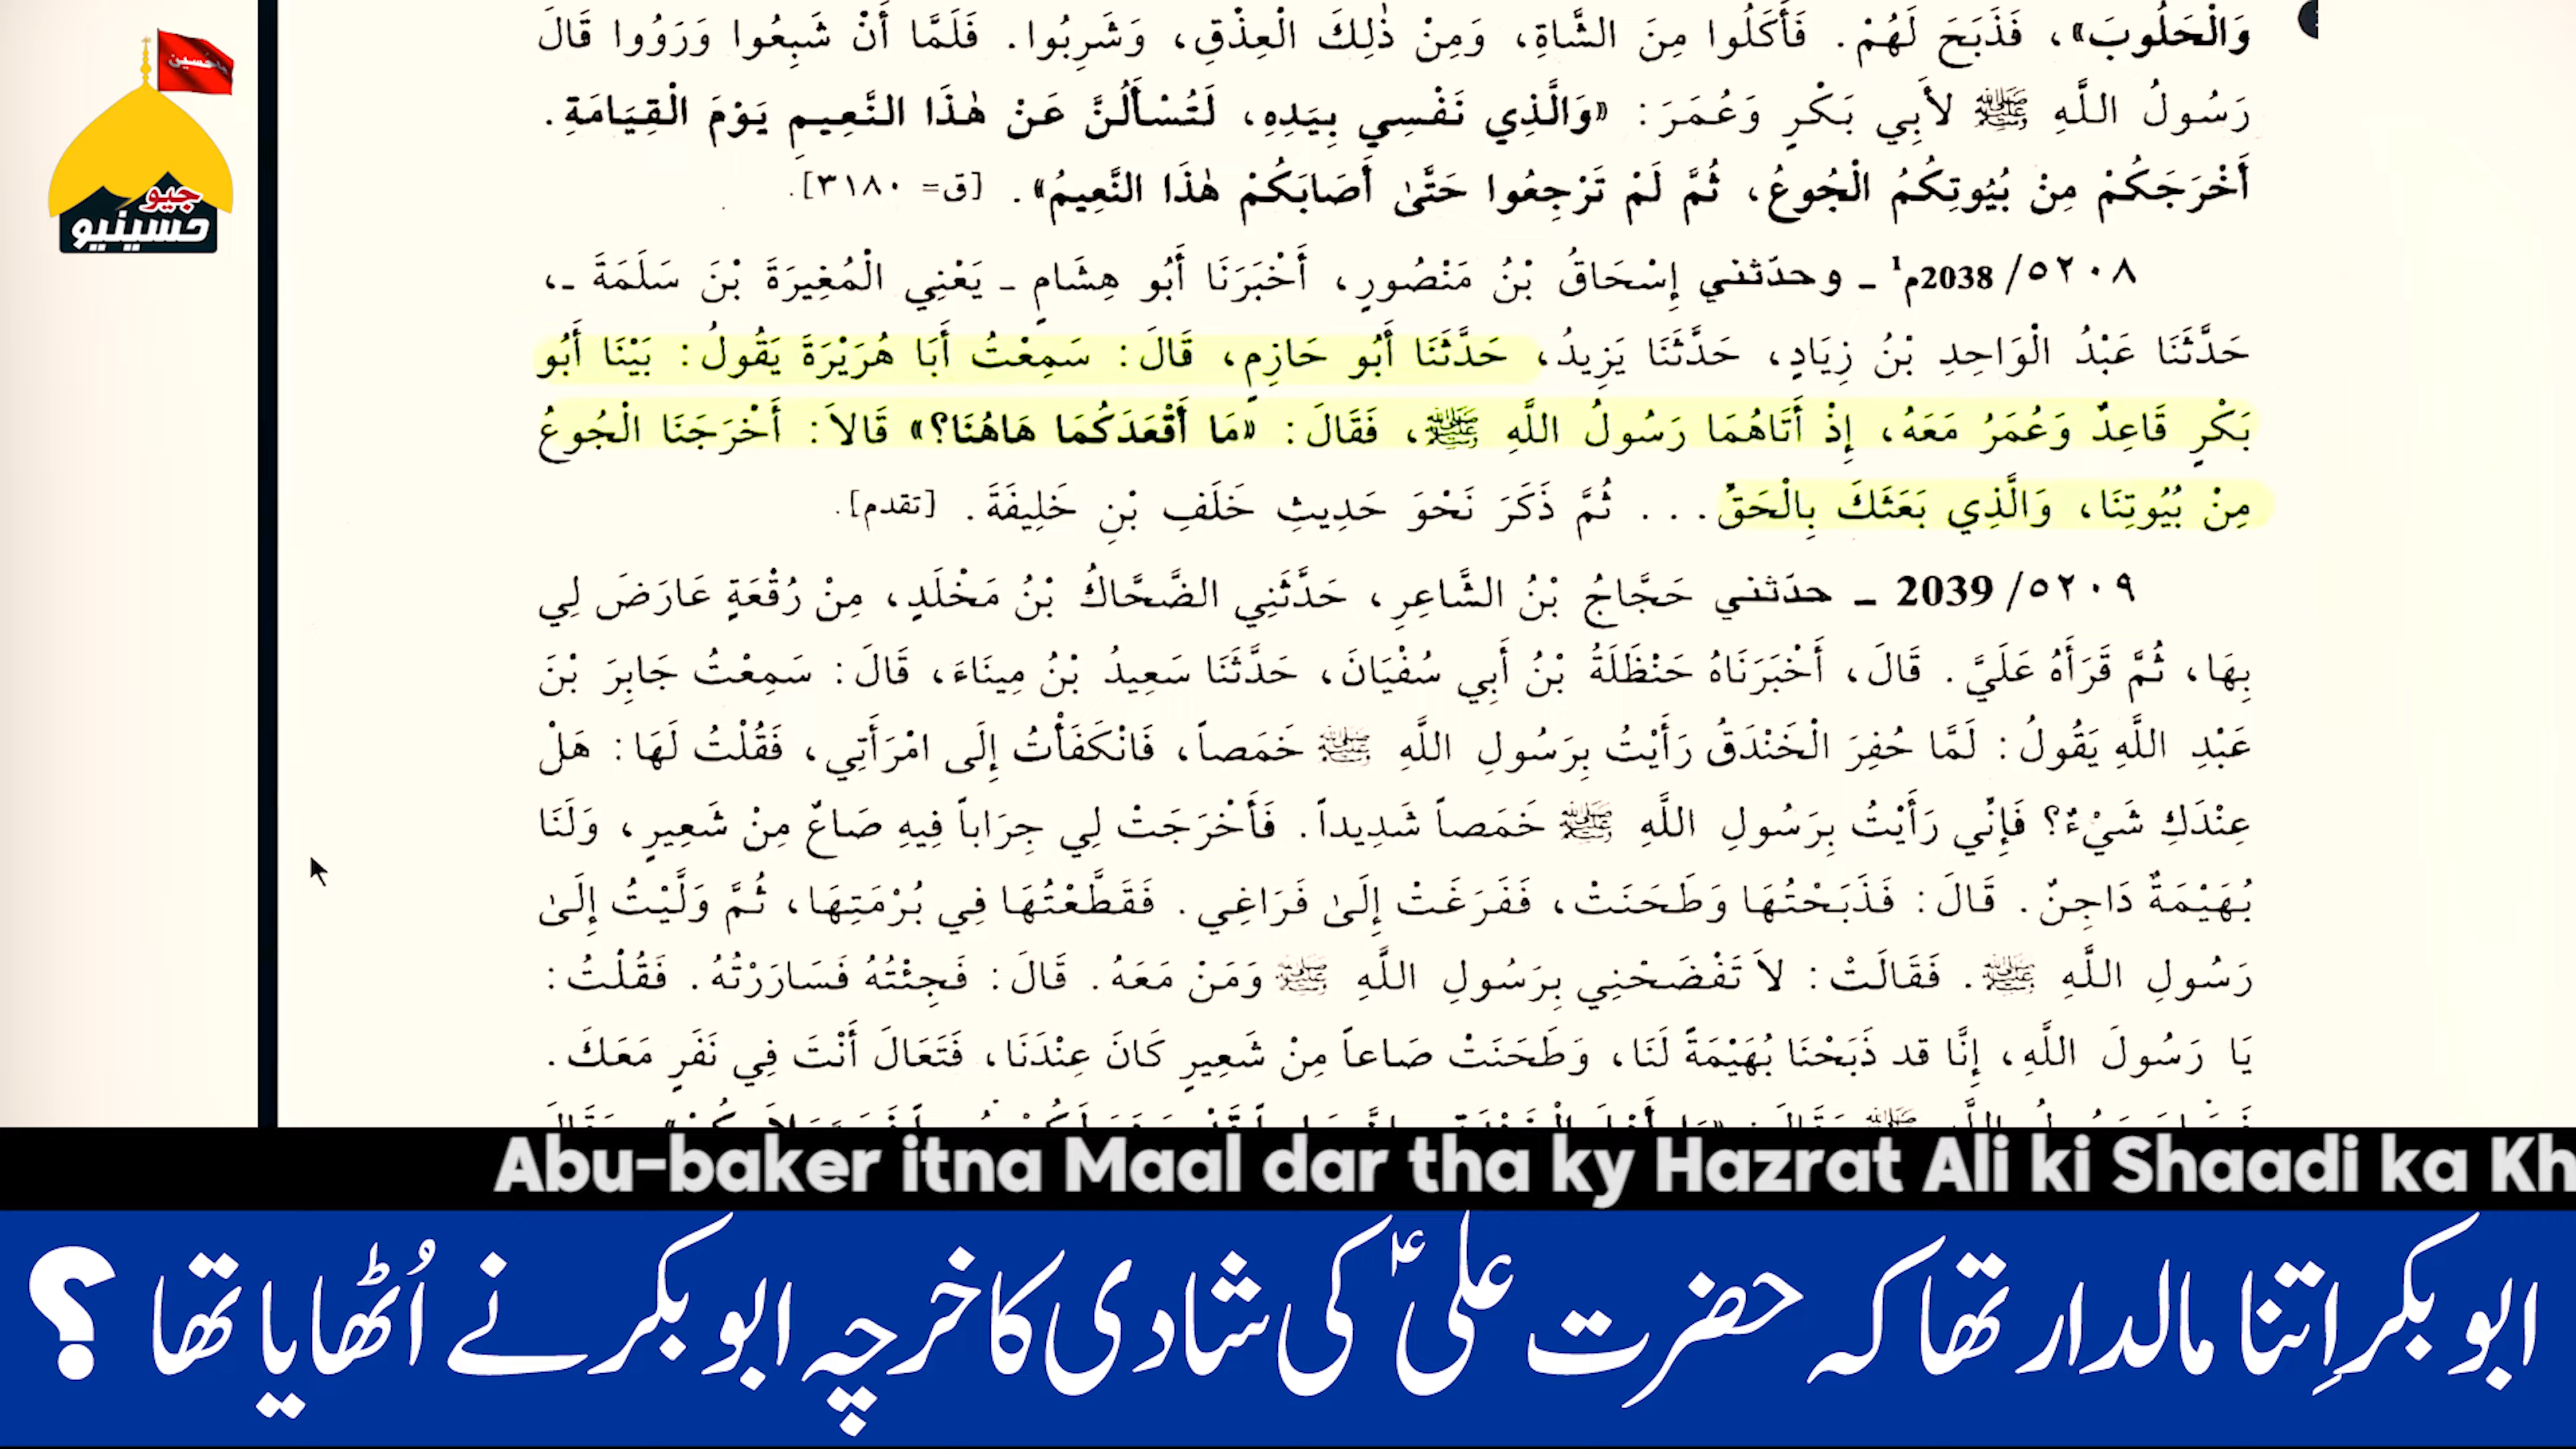 وَالْحَلُوبَ»، فَذَبَحَ لَهُمْ. فَأَكَلُوا مِنَ الشَّاةِ، وَمِنْ ذٰلِكَ الْعِذْقِ، وَشَرِبُوا. فَلَمَّا أَنْ شَبِعُوا وَرَوُوا قَالَ
رَسُولُ اللَّهِ ﷺ لأَبِي بَكْرٍ وَعُمَرَ: «وَالَّذِي نَفْسِي بِيَدِهِ، لَتُسْأَلُنَّ عَنْ هٰذَا النَّعِيمِ يَوْمَ الْقِيَامَةِ.
أَخْرَجَكُمْ مِنْ بُيُوتِكُمُ الْجُوعُ، ثُمَّ لَمْ تَرْجِعُوا حَتَّىٰ أَصَابَكُمْ هٰذَا النَّعِيمُ». [ق= ٣١٨٠].
٥٢٠٨/ 2038م¹ ـ وحدّثني إِسْحَاقُ بْنُ مَنْصُورٍ، أَخْبَرَنَا أَبُو هِشَامٍ ـ يَعْنِي الْمُغِيرَةَ بْنَ سَلَمَةَ ـ،
حَدَّثَنَا عَبْدُ الْوَاحِدِ بْنُ زِيَادٍ، حَدَّثَنَا يَزِيدُ، حَدَّثَنَا أَبُو حَازِمٍ، قَالَ: سَمِعْتُ أَبَا هُرَيْرَةَ يَقُولُ: بَيْنَا أَبُو
بَكْرٍ قَاعِدٌ وَعُمَرُ مَعَهُ، إِذْ أَتَاهُمَا رَسُولُ اللَّهِ ﷺ، فَقَالَ: «مَا أَقْعَدَكُمَا هَاهُنَا؟» قَالاَ: أَخْرَجَنَا الْجُوعُ
مِنْ بُيُوتِنَا، وَالَّذِي بَعَثَكَ بِالْحَقِّ. . . ثُمَّ ذَكَرَ نَحْوَ حَدِيثِ خَلَفِ بْنِ خَلِيفَةَ. [تقدم].
٥٢٠٩/ 2039 ـ حدّثني حَجَّاجُ بْنُ الشَّاعِرِ، حَدَّثَنِي الضَّحَّاكُ بْنُ مَخْلَدٍ، مِنْ رُقْعَةٍ عَارَضَ لِي
بِهَا، ثُمَّ قَرَأَهُ عَلَيَّ. قَالَ، أَخْبَرَنَاهُ حَنْظَلَةُ بْنُ أَبِي سُفْيَانَ، حَدَّثَنَا سَعِيدُ بْنُ مِينَاءَ، قَالَ: سَمِعْتُ جَابِرَ بْنَ
عَبْدِ اللَّهِ يَقُولُ: لَمَّا حُفِرَ الْخَنْدَقُ رَأَيْتُ بِرَسُولِ اللَّهِ ﷺ خَمَصاً، فَانْكَفَأْتُ إِلَى امْرَأَتِي، فَقُلْتُ لَهَا: هَلْ
عِنْدَكِ شَيْءٌ؟ فَإِنِّي رَأَيْتُ بِرَسُولِ اللَّهِ ﷺ خَمَصاً شَدِيداً. فَأَخْرَجَتْ لِي جِرَاباً فِيهِ صَاعٌ مِنْ شَعِيرٍ، وَلَنَا
بُهَيْمَةٌ دَاجِنٌ. قَالَ: فَذَبَحْتُهَا وَطَحَنَتْ، فَفَرَغَتْ إِلَىٰ فَرَاغِي. فَقَطَّعْتُهَا فِي بُرْمَتِهَا، ثُمَّ وَلَّيْتُ إِلَىٰ
رَسُولِ اللَّهِ ﷺ. فَقَالَتْ: لاَ تَفْضَحْنِي بِرَسُولِ اللَّهِ ﷺ وَمَنْ مَعَهُ. قَالَ: فَجِئْتُهُ فَسَارَرْتُهُ. فَقُلْتُ:
يَا رَسُولَ اللَّهِ، إِنَّا قد ذَبَحْنَا بُهَيْمَةً لَنَا، وَطَحَنَتْ صَاعاً مِنْ شَعِيرٍ كَانَ عِنْدَنَا، فَتَعَالَ أَنْتَ فِي نَفَرٍ مَعَكَ.
جیو
حسینیو
Abu-baker itna Maal dar tha ky Hazrat Ali ki Shaadi ka Kh
ابو بکر اِتنا مالدار تھا کہ حضرت علیؑ کی شادی کا خرچہ ابو بکر نے اُٹھایا تھا ؟